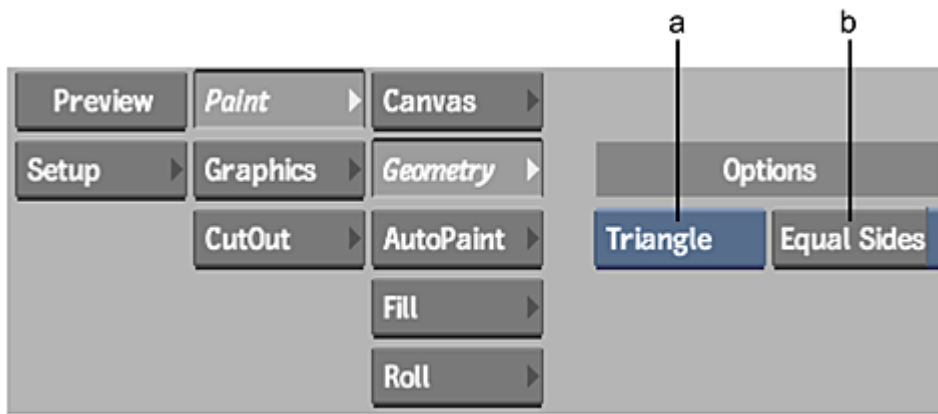 a b
Preview Paint Canvas
Setup Graphics Geometry Options
CutOut AutoPaint Triangle Equal Sides
Fill
Roll